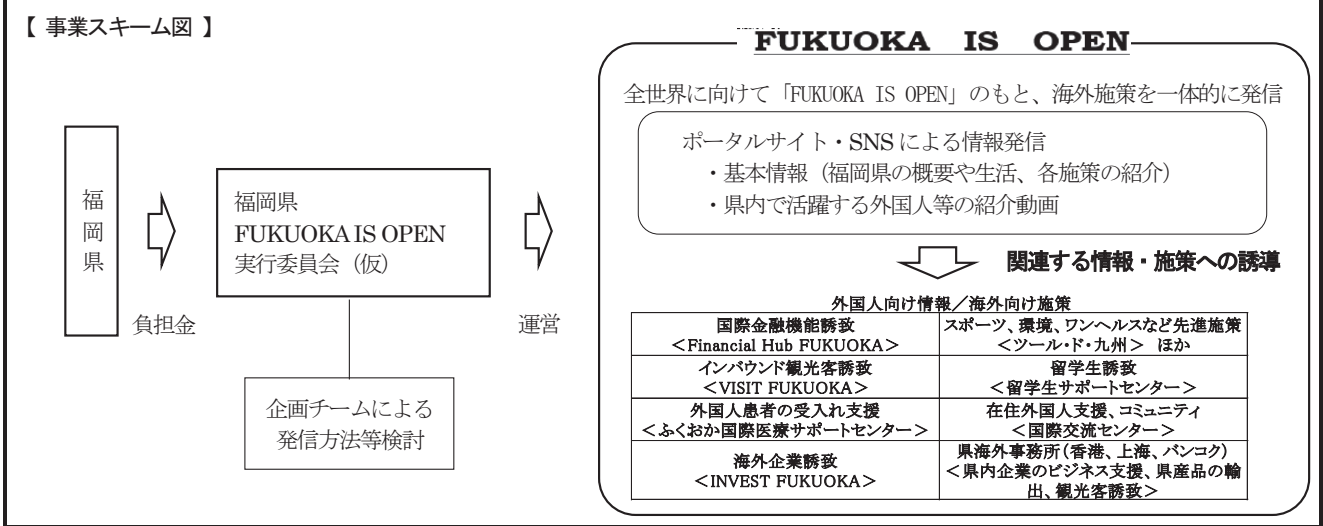 【 事業スキーム図 】
FUKUOKA IS OPEN
全世界に向けて「FUKUOKA IS OPEN」のもと、海外施策を一体的に発信
ポータルサイト・SNSによる情報発信
・基本情報（福岡県の概要や生活、各施策の紹介）
・県内で活躍する外国人等の紹介動画
福岡県
負担金
福岡県
FUKUOKA IS OPEN
実行委員会（仮）
運営
企画チームによる
発信方法等検討
関連する情報・施策への誘導
外国人向け情報／海外向け施策
国際金融機能誘致
＜Financial Hub FUKUOKA＞
スポーツ、環境、ワンヘルスなど先進施策
＜ツール・ド・九州＞ ほか
インバウンド観光客誘致
＜VISIT FUKUOKA＞
留学生誘致
＜留学生サポートセンター＞
外国人患者の受入れ支援
＜ふくおか国際医療サポートセンター＞
在住外国人支援、コミュニティ
＜国際交流センター＞
海外企業誘致
＜INVEST FUKUOKA＞
県海外事務所（香港、上海、バンコク）
＜県内企業のビジネス支援、県産品の輸
出、観光客誘致＞